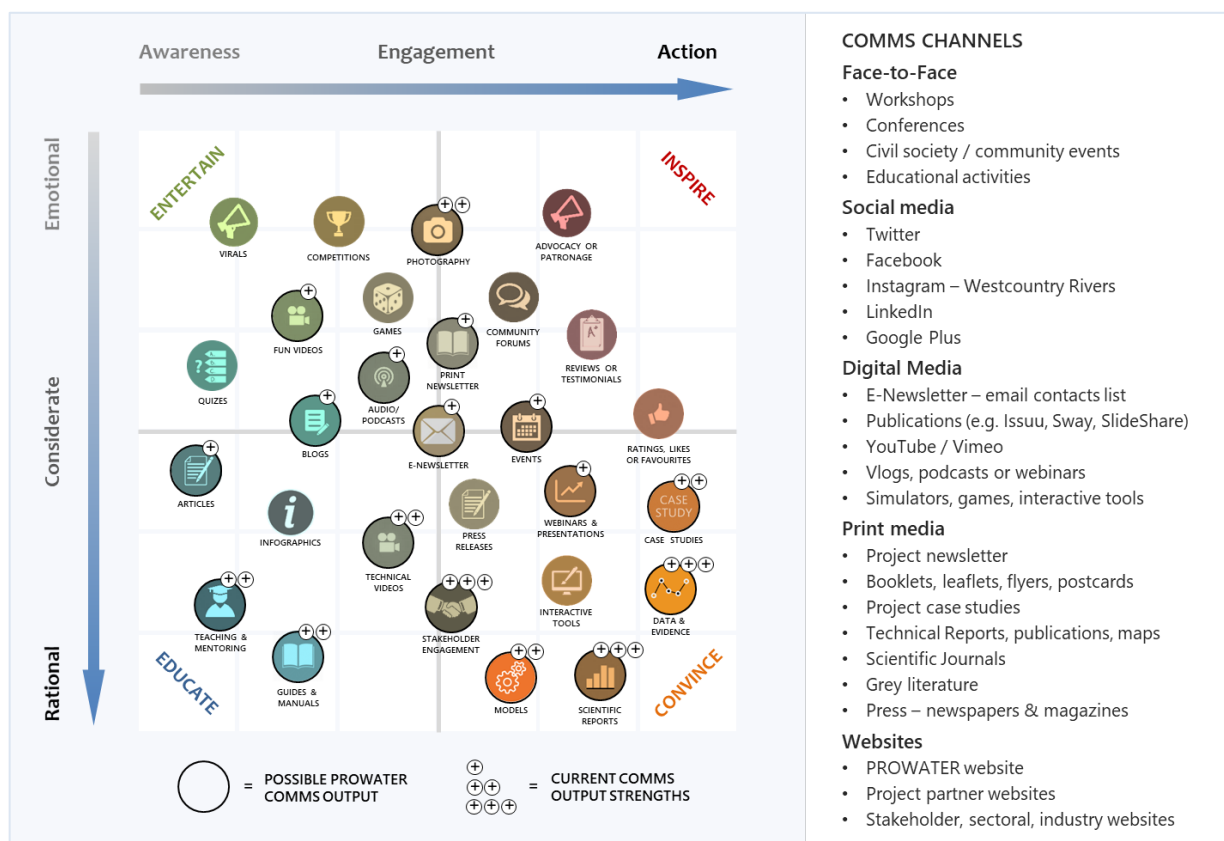 Awareness
Engagement
Action
Emotional
Considerate
Rational
ENTERTAIN
INSPIRE
VIRALS
COMPETITIONS
++
PHOTOGRAPHY
ADVOCACY OR
PATRONAGE
+
FUN VIDEOS
GAMES
+
PRINT
NEWSLETTER
COMMUNITY
FORUMS
A+
REVIEWS OR
TESTIMONIALS
?
QUIZES
+
AUDIO/
PODCASTS
+
BLOGS
+
E-NEWSLETTER
+
EVENTS
RATINGS, LIKES
OR FAVOURITES
+
ARTICLES
i
INFOGRAPHICS
++
TECHNICAL
VIDEOS
PRESS
RELEASES
+
WEBINARS &
PRESENTATIONS
++
CASE
STUDY
CASE STUDIES
++
TEACHING &
MENTORING
+++
STAKEHOLDER
ENGAGEMENT
INTERACTIVE
TOOLS
+++
DATA &
EVIDENCE
++
GUIDES &
MANUALS
++
MODELS
+++
SCIENTIFIC
REPORTS
EDUCATE
CONVINCE
= POSSIBLE PROWATER
COMMS OUTPUT
+
++
+++
= CURRENT COMMS
OUTPUT STRENGTHS
COMMS CHANNELS
Face-to-Face
• Workshops
• Conferences
• Civil society / community events
• Educational activities
Social media
• Twitter
• Facebook
• Instagram – Westcountry Rivers
• LinkedIn
• Google Plus
Digital Media
• E-Newsletter – email contacts list
• Publications (e.g. Issuu, Sway, SlideShare)
• YouTube / Vimeo
• Vlogs, podcasts or webinars
• Simulators, games, interactive tools
Print media
• Project newsletter
• Booklets, leaflets, flyers, postcards
• Project case studies
• Technical Reports, publications, maps
• Scientific Journals
• Grey literature
• Press – newspapers & magazines
Websites
• PROWATER website
• Project partner websites
• Stakeholder, sectoral, industry websites